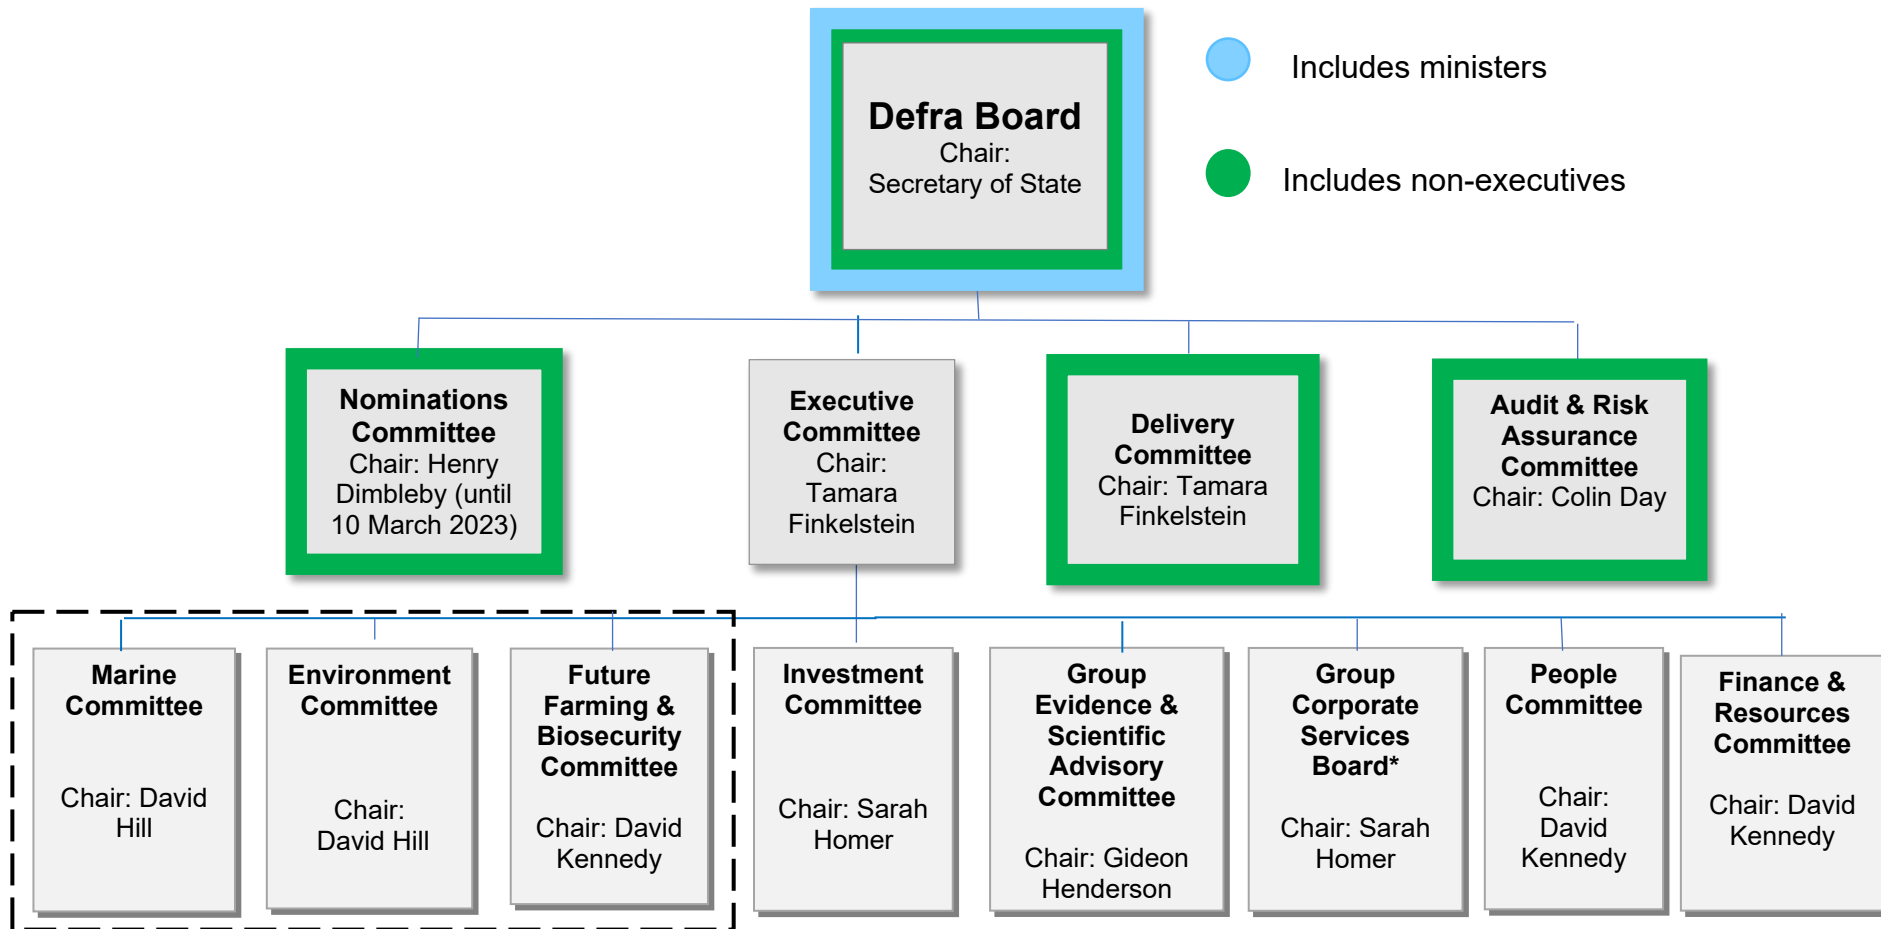 Defra Board
Chair:
Secretary of State
Includes ministers
Includes non-executives
Nominations
Committee
Chair: Henry
Dimbleby (until
10 March 2023)
Executive
Committee
Chair:
Tamara
Finkelstein
Delivery
Committee
Chair: Tamara
Finkelstein
Audit & Risk
Assurance
Committee
Chair: Colin Day
Marine
Committee
Chair: David
Hill
Environment
Committee
Chair:
David Hill
Future
Farming &
Biosecurity
Committee
Chair: David
Kennedy
Investment
Committee
Chair: Sarah
Homer
Group
Evidence &
Scientific
Advisory
Committee
Chair: Gideon
Henderson
Group
Corporate
Services
Board*
Chair: Sarah
Homer
People
Committee
Chair:
David
Kennedy
Finance &
Resources
Committee
Chair: David
Kennedy